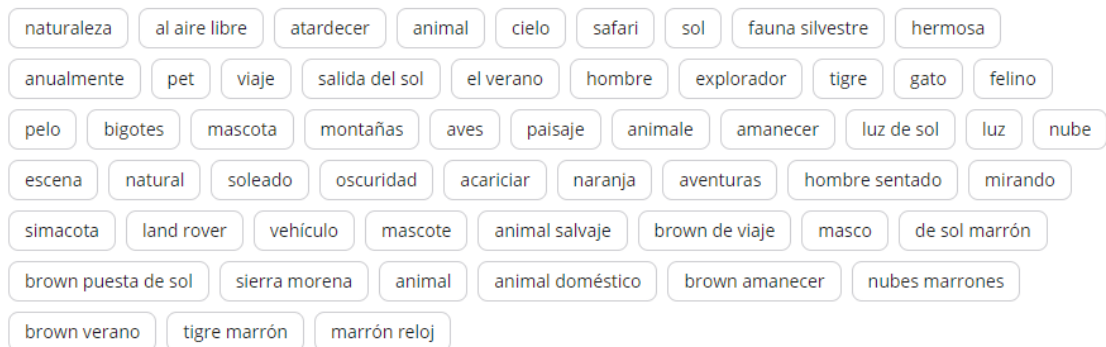 naturaleza al aire libre atardecer animal cielo safari sol fauna silvestre hermosa
anualmente pet viaje salida del sol el verano hombre explorador tigre gato felino
pelo bigotes mascota montañas aves paisaje animale amanecer luz de sol luz nube
escena natural soleado oscuridad acariciar naranja aventuras hombre sentado mirando
simacota land rover vehículo mascote animal salvaje brown de viaje masco de sol marrón
brown puesta de sol sierra morena animal animal doméstico brown amanecer nubes marrones
brown verano tigre marrón marrón reloj